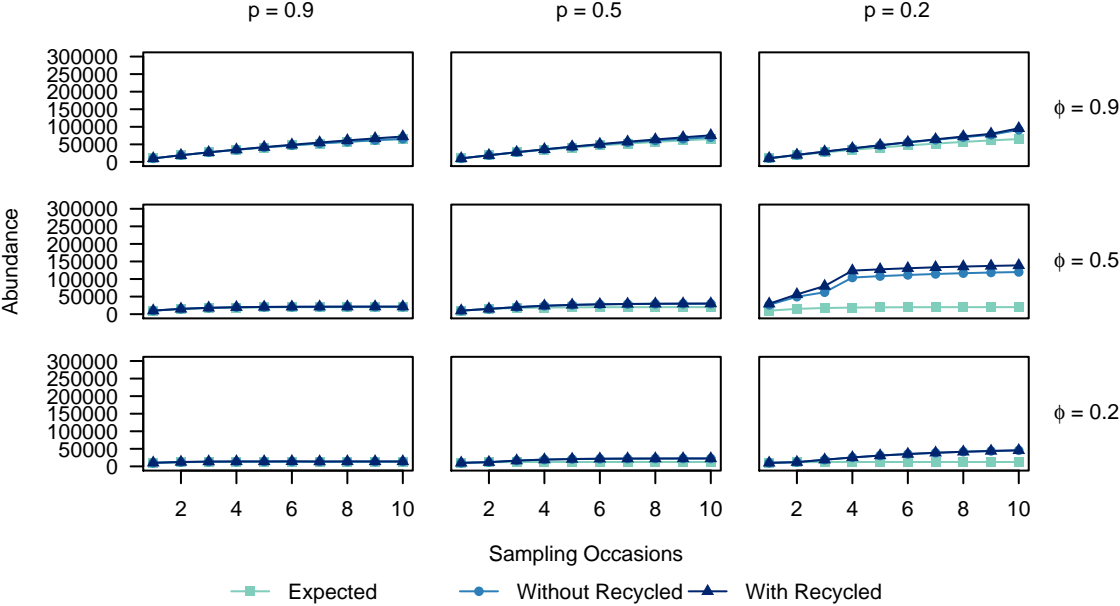 p = 0.9 p = 0.5 p = 0.2
300000
250000
200000
150000
100000
50000
0
ϕ = 0.9
300000
250000
200000
150000
100000
50000
0
ϕ = 0.5
Abundance
300000
250000
200000
150000
100000
50000
0
ϕ = 0.2
2 4 6 8 10 2 4 6 8 10 2 4 6 8 10
Sampling Occasions
Expected Without Recycled With Recycled